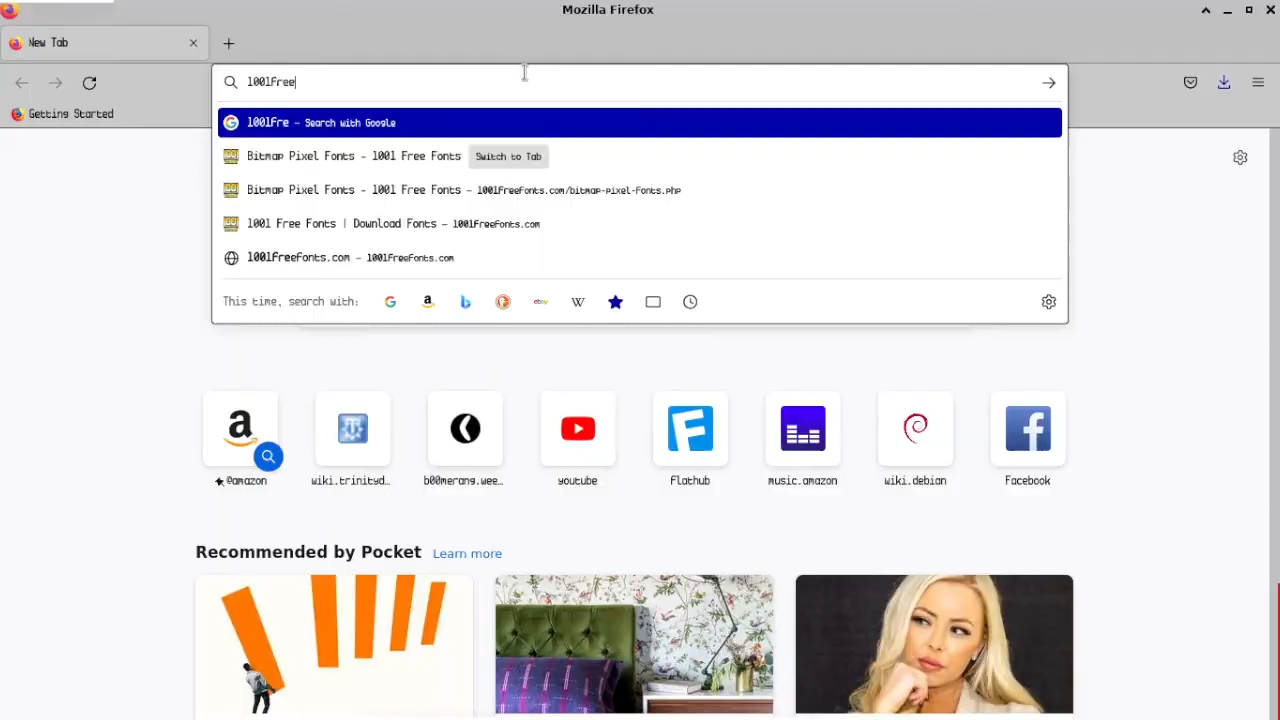 Mozilla Firefox
New Tab
1001Free
Getting Started
1001Fre – Search with Google
Bitmap Pixel Fonts - 1001 Free Fonts Switch to Tab
Bitmap Pixel Fonts - 1001 Free Fonts – 1001freefonts.com/bitmap-pixel-fonts.php
1001 Free Fonts | Download Fonts – 1001freefonts.com
1001freefonts.com – 1001freefonts.com
This time, search with:
a
b
ebay
W
a
@amazon
wiki.trinityd…
b00merang.wee…
youtube
Flathub
music.amazon
wiki.debian
Facebook
Recommended by Pocket Learn more